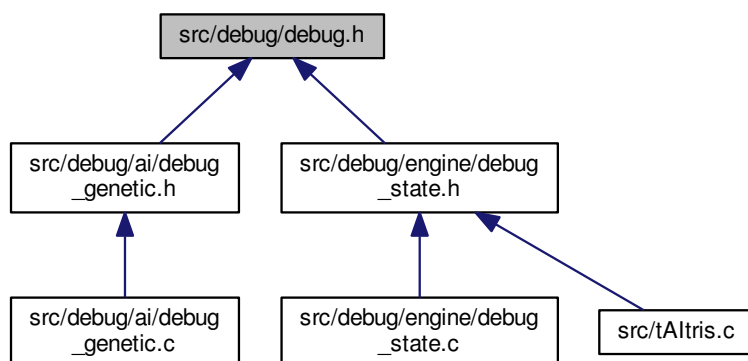 src/debug/debug.h
src/debug/ai/debug
_genetic.h
src/debug/engine/debug
_state.h
src/debug/ai/debug
_genetic.c
src/debug/engine/debug
_state.c
src/tAItris.c